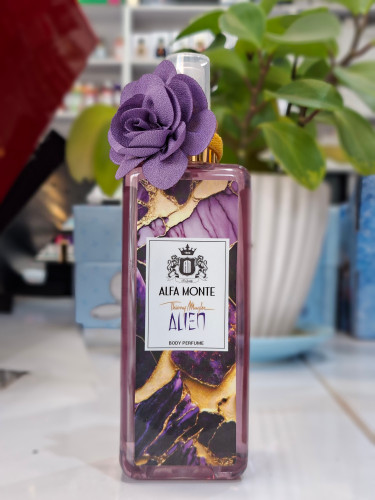 ALFA MONTE
Thierry Mugler
ALIEN
BODY PERFUME